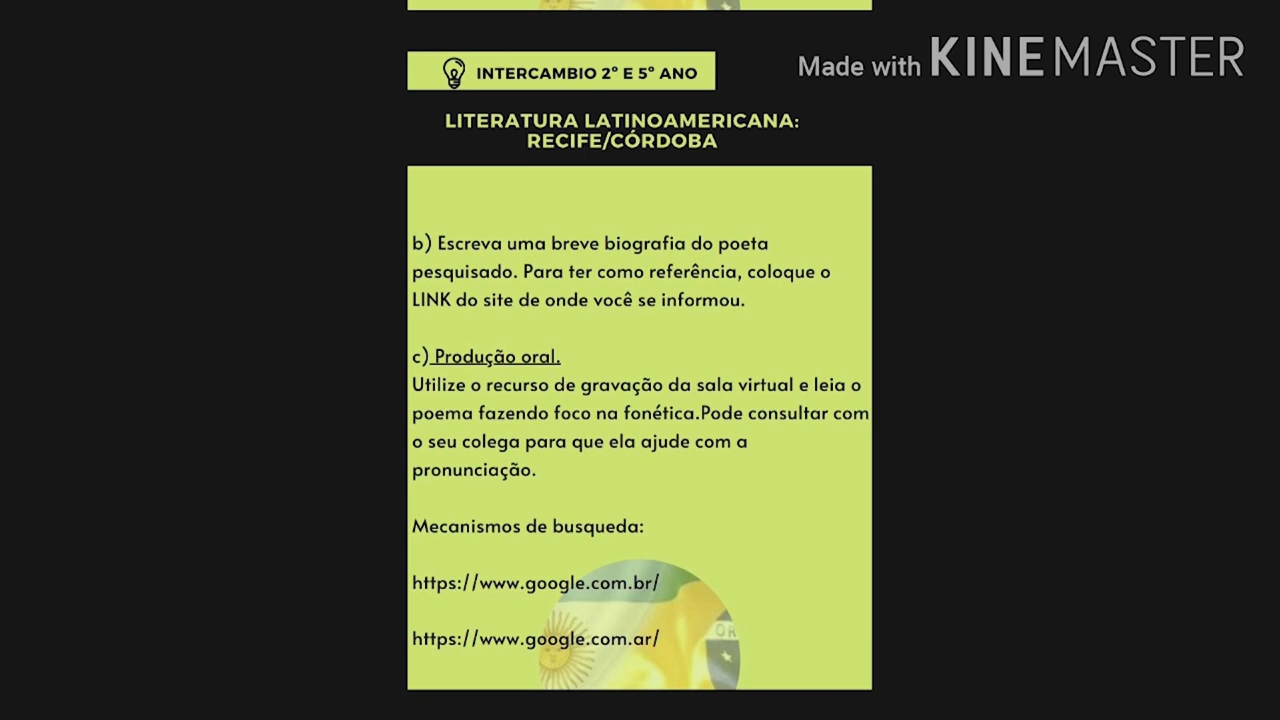 Made with KINEMASTER
INTERCAMBIO 2º E 5º ANO
LITERATURA LATINOAMERICANA:
RECIFE/CÓRDOBA
b) Escreva uma breve biografia do poeta
pesquisado. Para ter como referência, coloque o
LINK do site de onde você se informou.
c) Produção oral.
Utilize o recurso de gravação da sala virtual e leia o
poema fazendo foco na fonética.Pode consultar com
o seu colega para que ela ajude com a
pronunciação.
Mecanismos de busqueda:
https://www.google.com.br/
https://www.google.com.ar/
OR